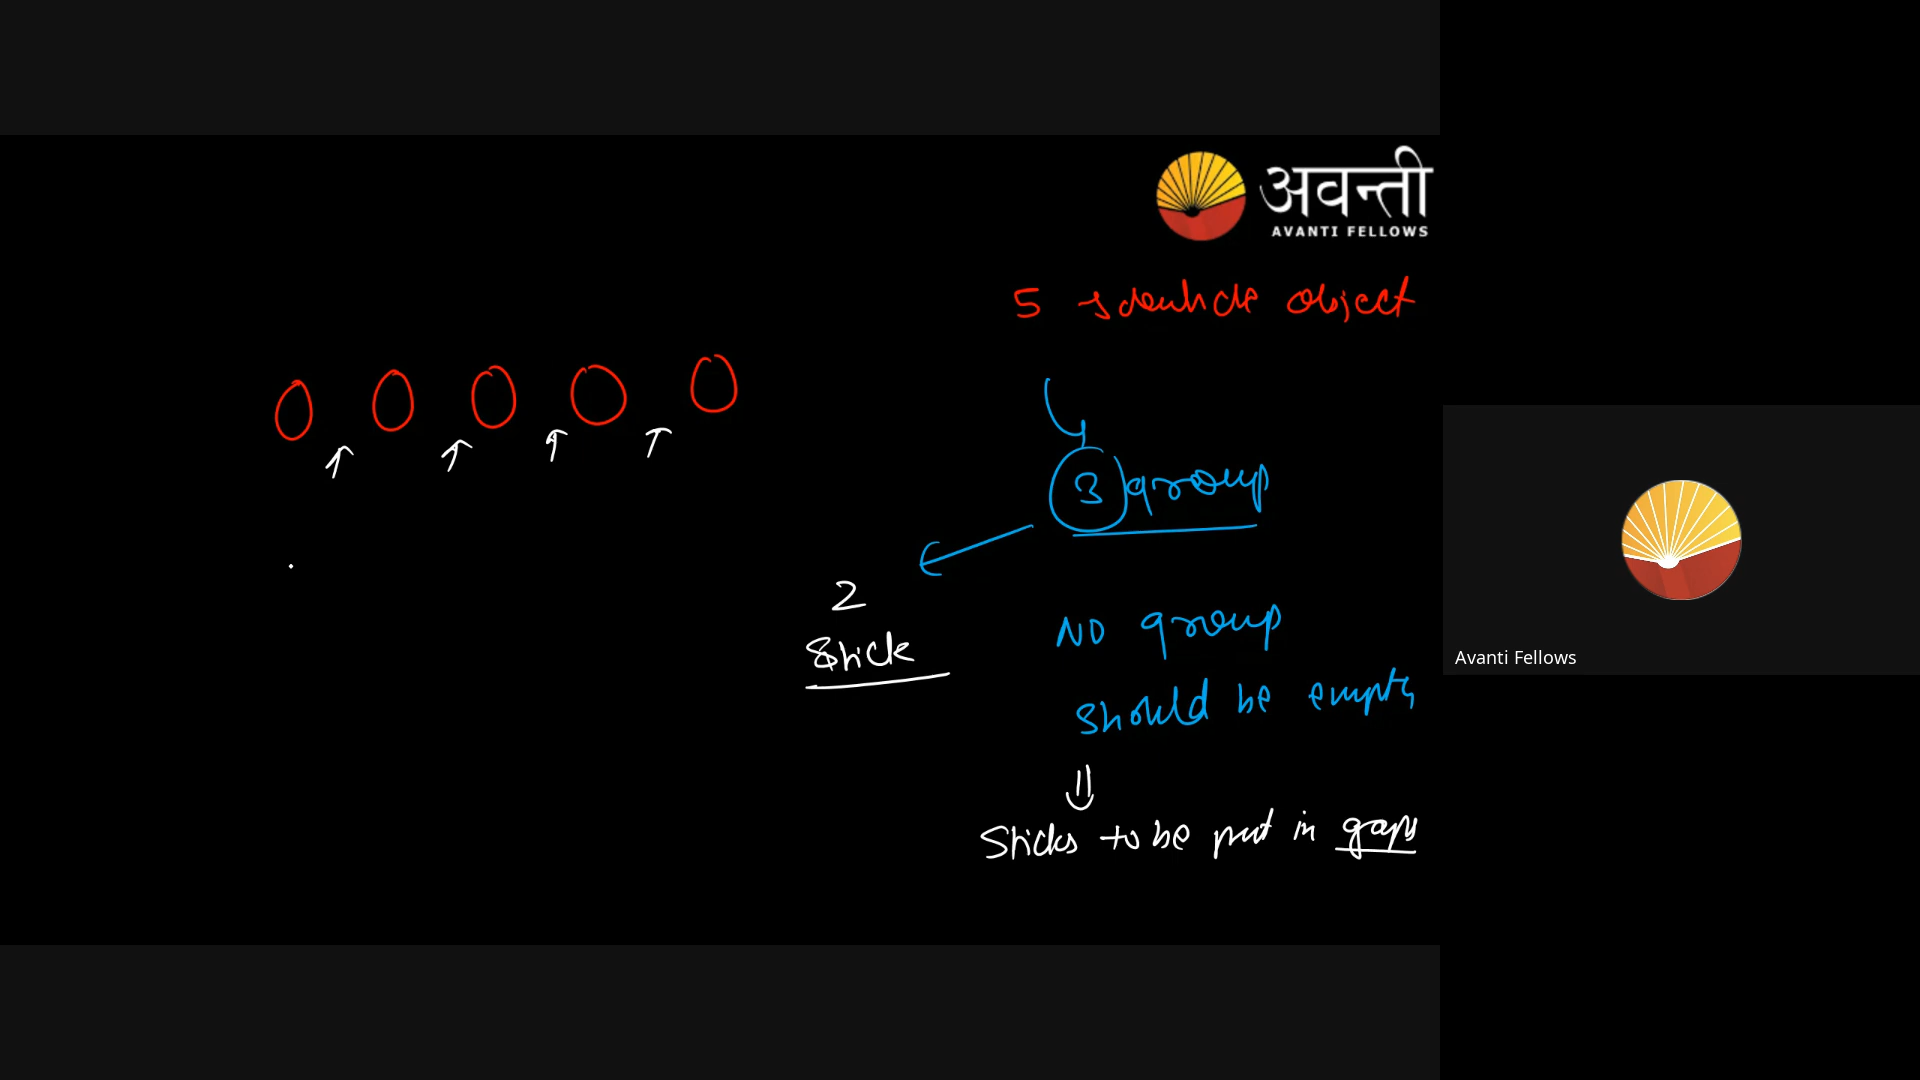 अवन्ती
AVANTI FELLOWS
5 Identicle object
3 group
2
Stick
NO group
should be empty
Sticks to be put in gaps
Avanti Fellows